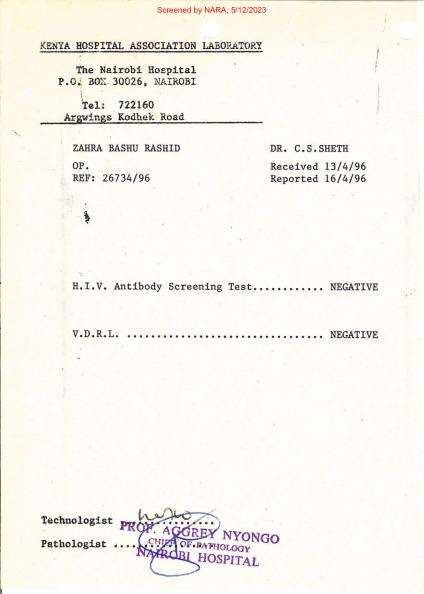 Screened by NARA, 5/12/2023
KENYA HOSPITAL ASSOCIATION LABORATORY
The Nairobi Hospital
P.O. BOX 30026, NAIROBI
Tel: 722160
Argwings Kodhek Road
ZAHRA BASHU RASHID DR. C.S.SHETH
OP. Received 13/4/96
REF: 26734/96 Reported 16/4/96
H.I.V. Antibody Screening Test............ NEGATIVE
V.D.R.L. ................................. NEGATIVE
Technologist ...............
PROF. AGGREY NYONGO
CHIEF OF PATHOLOGY
Pathologist ...............
NAIROBI HOSPITAL